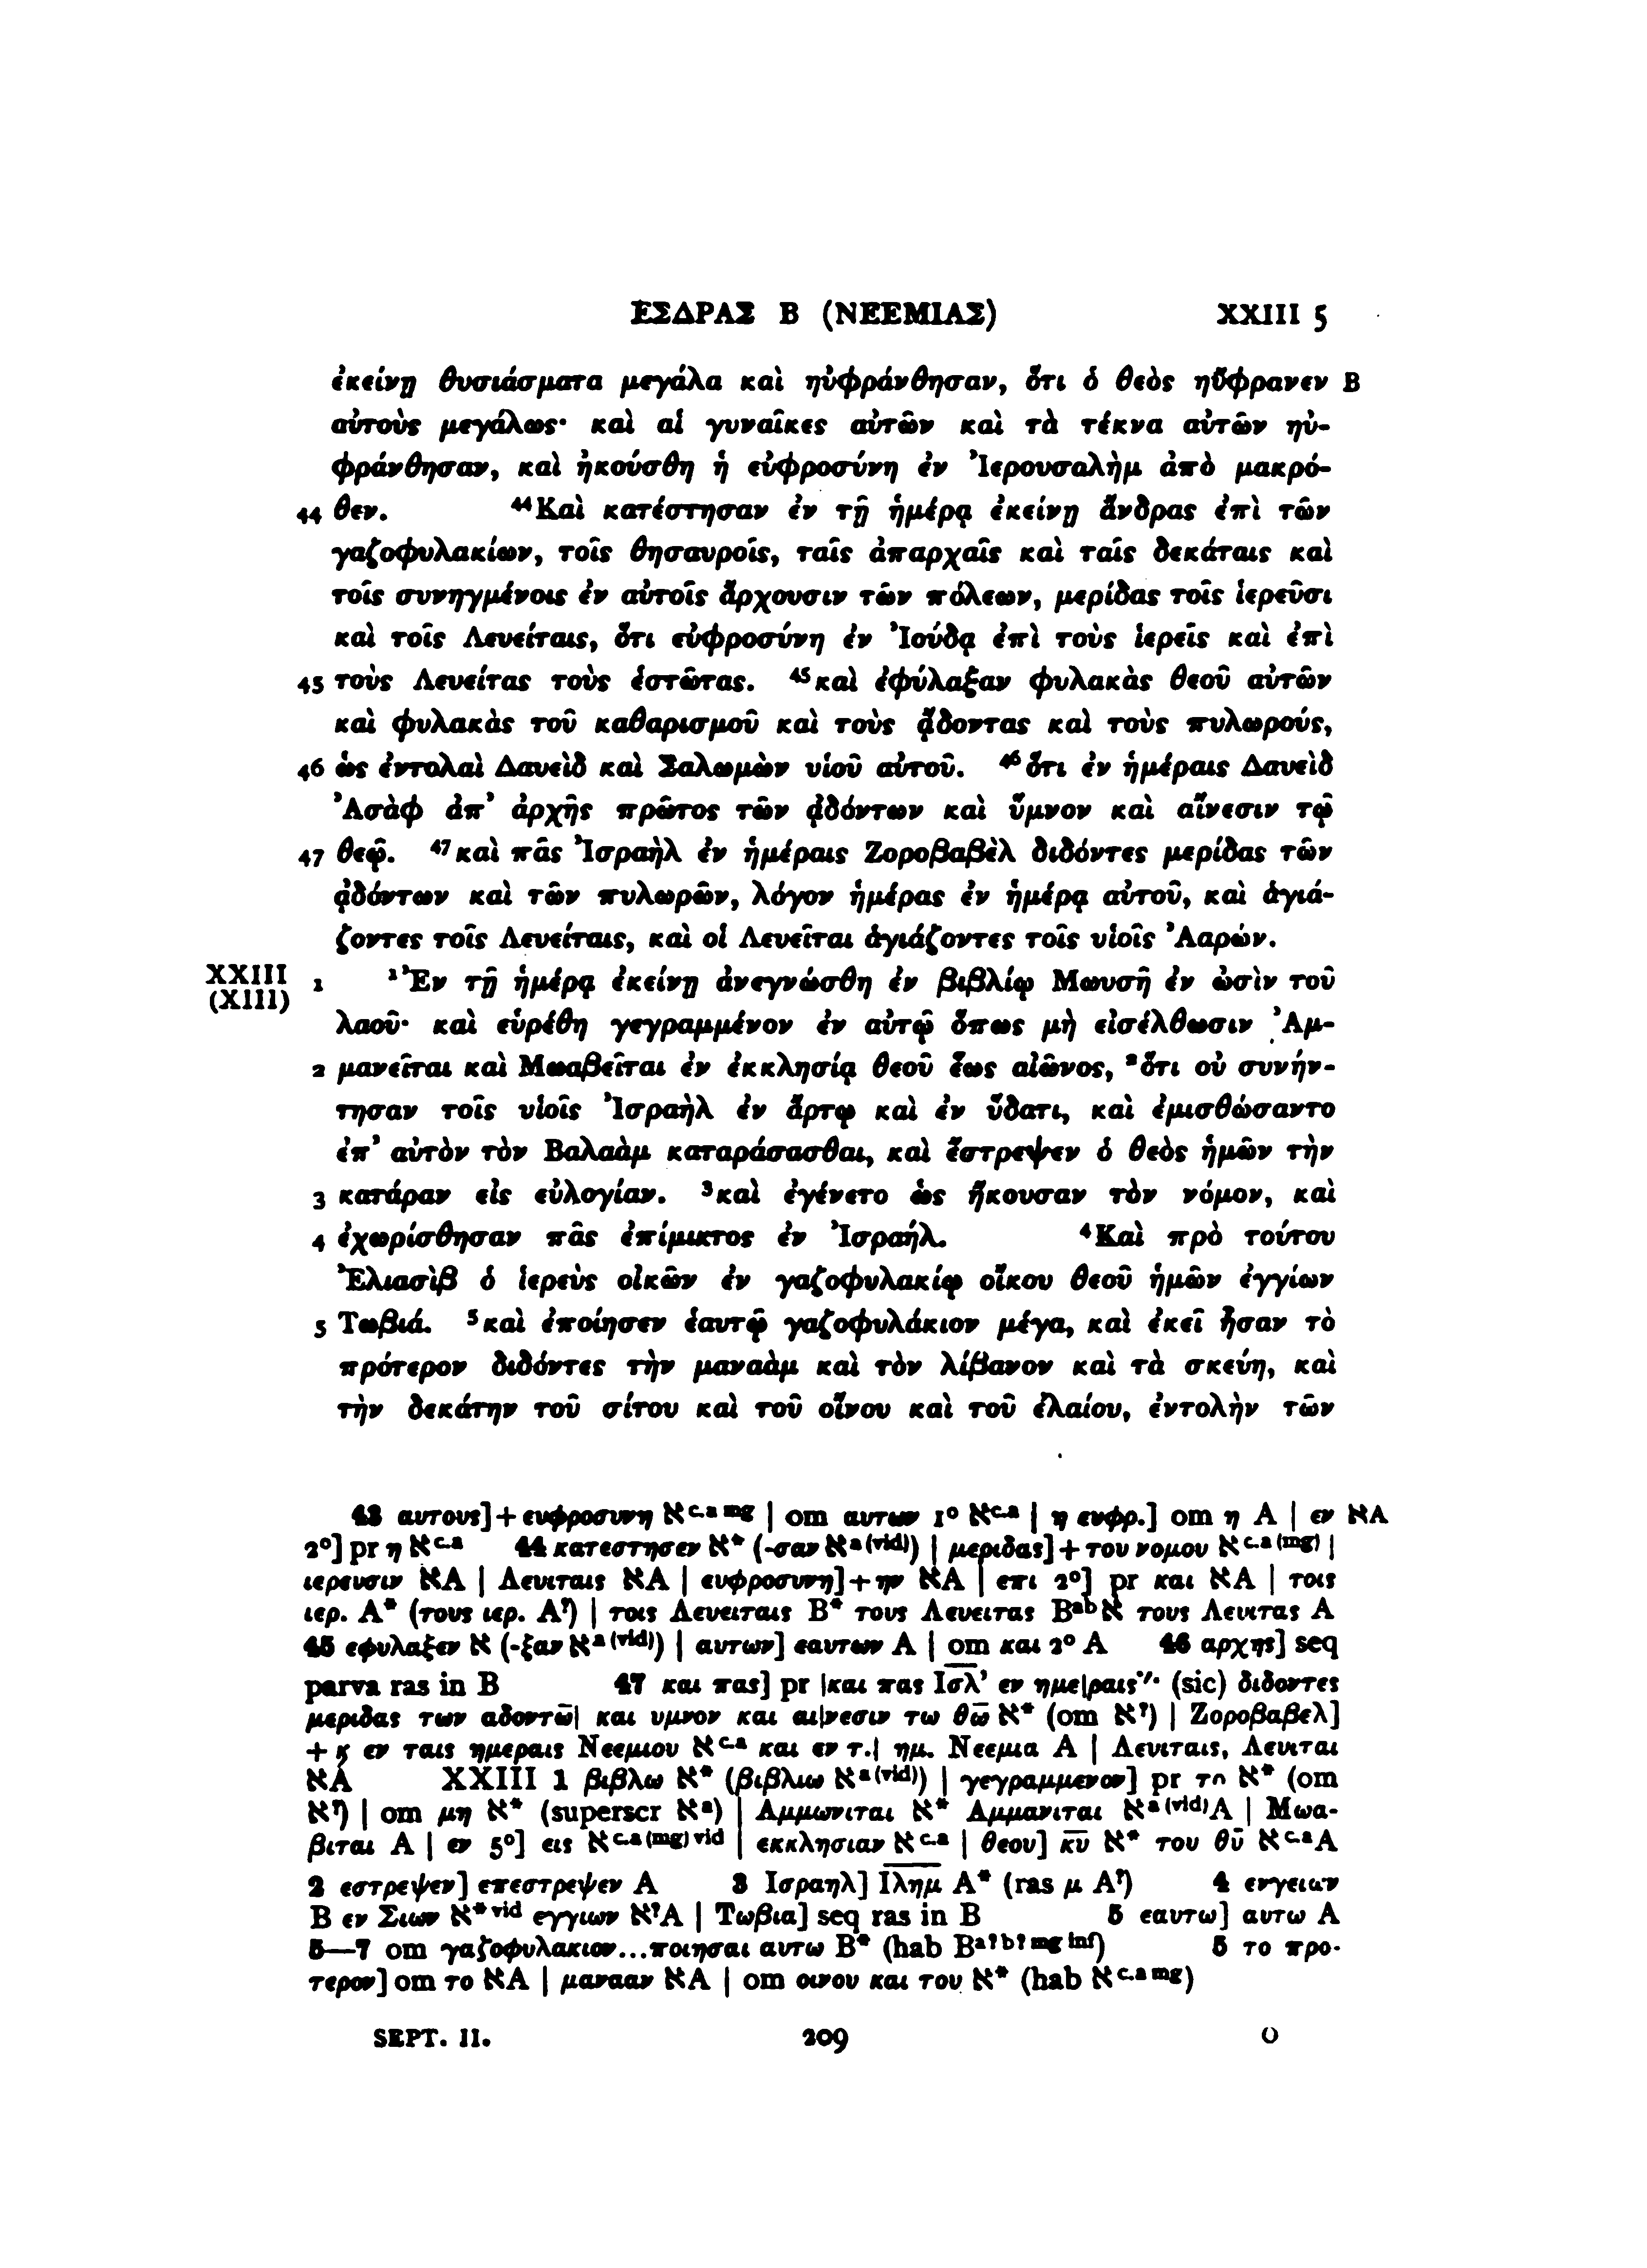 ΕΣΔΡΑΣ Β (ΝΕΕΜΙΑΣ) XXIII 5
ἐκείνῃ θυσιάσματα μεγάλα καὶ ηὐφράνθησαν, ὅτι ὁ θεὸς ηὔφρανεν B
αὐτοὺς μεγάλως· καὶ αἱ γυναῖκες αὐτῶν καὶ τὰ τέκνα αὐτῶν ηὐ-
φράνθησαν, καὶ ἠκούσθη ἡ εὐφροσύνη ἐν Ἰερουσαλὴμ ἀπὸ μακρό-
44 θεν. ⁴⁴Καὶ κατέστησαν ἐν τῇ ἡμέρᾳ ἐκείνῃ ἄνδρας ἐπὶ τῶν
γαζοφυλακίων, τοῖς θησαυροῖς, ταῖς ἀπαρχαῖς καὶ ταῖς δεκάταις καὶ
τοῖς συνηγμένοις ἐν αὐτοῖς ἄρχουσιν τῶν πόλεων, μερίδας τοῖς ἱερεῦσι
καὶ τοῖς Λευείταις, ὅτι εὐφροσύνη ἐν Ἰούδᾳ ἐπὶ τοὺς ἱερεῖς καὶ ἐπὶ
45 τοὺς Λευείτας τοὺς ἑστῶτας. ⁴⁵καὶ ἐφύλαξαν φυλακὰς θεοῦ αὐτῶν
καὶ φυλακὰς τοῦ καθαρισμοῦ καὶ τοὺς ᾄδοντας καὶ τοὺς πυλωρούς,
46 ὡς ἐντολαὶ Δαυεὶδ καὶ Σαλωμὼν υἱοῦ αὐτοῦ. ⁴⁶ὅτι ἐν ἡμέραις Δαυεὶδ
Ἀσὰφ ἀπ’ ἀρχῆς πρῶτος τῶν ᾀδόντων καὶ ὕμνον καὶ αἴνεσιν τῷ
47 θεῷ. ⁴⁷καὶ πᾶς Ἰσραὴλ ἐν ἡμέραις Ζοροβαβὲλ διδόντες μερίδας τῶν
ᾀδόντων καὶ τῶν πυλωρῶν, λόγον ἡμέρας ἐν ἡμέρᾳ αὐτοῦ, καὶ ἁγιά-
ζοντες τοῖς Λευείταις, καὶ οἱ Λευεῖται ἁγιάζοντες τοῖς υἱοῖς Ἀαρών.
XXIII (XIII) 1 ¹Ἐν τῇ ἡμέρᾳ ἐκείνῃ ἀνεγνώσθη ἐν βιβλίῳ Μωυσῆ ἐν ὠσὶν τοῦ
λαοῦ· καὶ εὑρέθη γεγραμμένον ἐν αὐτῷ ὅπως μὴ εἰσέλθωσιν Ἀμ-
2 μανεῖται καὶ Μωαβεῖται ἐν ἐκκλησίᾳ θεοῦ ἕως αἰῶνος, ²ὅτι οὐ συνήν-
τησαν τοῖς υἱοῖς Ἰσραὴλ ἐν ἄρτῳ καὶ ἐν ὕδατι, καὶ ἐμισθώσαντο
ἐπ’ αὐτὸν τὸν Βαλαὰμ καταράσασθαι, καὶ ἔστρεψεν ὁ θεὸς ἡμῶν τὴν
3 κατάραν εἰς εὐλογίαν. ³καὶ ἐγένετο ὡς ἤκουσαν τὸν νόμον, καὶ
4 ἐχωρίσθησαν πᾶς ἐπίμικτος ἐν Ἰσραήλ. ⁴Καὶ πρὸ τούτου
Ἐλιασὶβ ὁ ἱερεὺς οἰκῶν ἐν γαζοφυλακίῳ οἴκου θεοῦ ἡμῶν ἐγγίων
5 Τωβιά. ⁵καὶ ἐποίησεν ἑαυτῷ γαζοφυλάκιον μέγα, καὶ ἐκεῖ ἦσαν τὸ
πρότερον διδόντες τὴν μαναὰμ καὶ τὸν λίβανον καὶ τὰ σκεύη, καὶ
τὴν δεκάτην τοῦ σίτου καὶ τοῦ οἴνου καὶ τοῦ ἐλαίου, ἐντολὴν τῶν
43 αυτους]+ευφροσυνη א c.a mg | om αυτων 1° א c.a | η ευφρ.] om η A | εν אA
2°] pr η א c.a 44 κατεστησεν א* (-σαν א a (vid)) | μεριδας]+του νομου א c.a (mg) |
ιερευσιν אA | Λευιταις אA | ευφροσυνη]+ην אA | επι 2°] pr και אA | τοις
ιερ. A* (τους ιερ. A?) | τοις Λευειταις B* τους Λευειτας B ab א τους Λευιτας A
45 εφυλαξεν א (-ξαν א a (vid)) | αυτων] εαυτων A | om και 2° A 46 αρχης] seq
parva ras in B 47 και πας] pr |και πας Ισλ’ εν ημε|ραις''· (sic) διδοντες
μεριδας των αδοντω̄| και υμνον και αι|νεσιν τω θω̄ א* (om א?) | Ζοροβαβελ]
+ κ εν ταις ημεραις Νεεμιου א c.a και εν τ.| ημ. Νεεμια A | Λευιταις, Λευιται
אA XXIII 1 βιβλω א* (βιβλιω א a (vid)) | γεγραμμενον] pr το א* (om
א?) | om μη א* (superscr א a) | Αμμωνιται א* Αμμανιται א a (vid) A | Μωα-
βιται A | εν 5°] εις א c.a (mg) vid | εκκλησιαν א c.a | θεου] κ̄ῡ א* του θῡ א c.a A
2 εστρεψεν] επεστρεψεν A 3 Ισραηλ] Ιλημ A* (ras μ A?) 4 ενγειων
B εν Σιων א* vid εγγιων א? A | Τωβια] seq ras in B 5 εαυτω] αυτω A
5—7 om γαζοφυλακιον...ποιησαι αυτω B* (hab B a? b? mg inf) 5 το προ-
τερον] om το אA | μανααν אA | om οινου και του א* (hab א c.a mg)
SEPT. II. 209 O